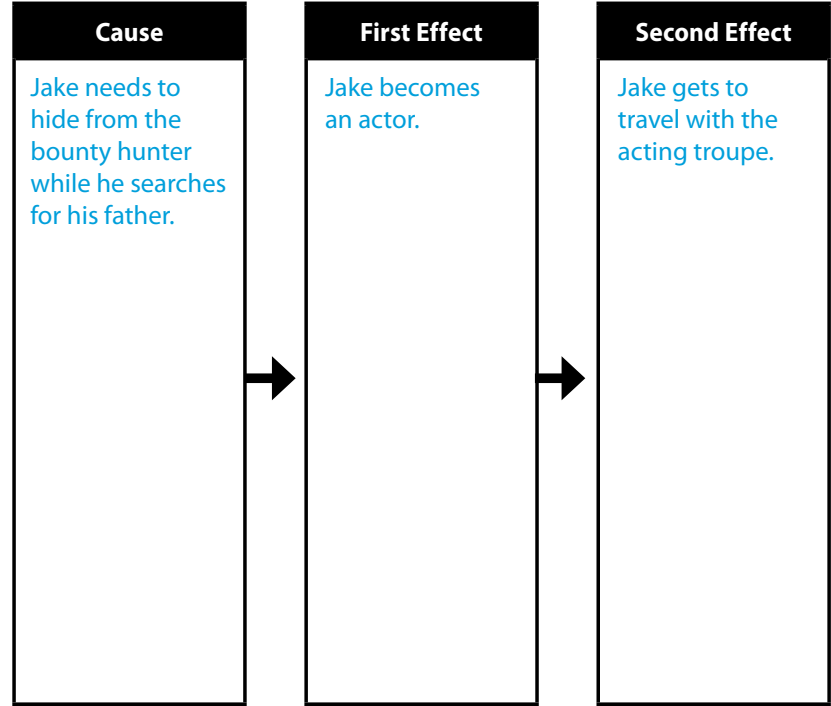 Cause
Jake needs to
hide from the
bounty hunter
while he searches
for his father.
First Effect
Jake becomes
an actor.
Second Effect
Jake gets to
travel with the
acting troupe.